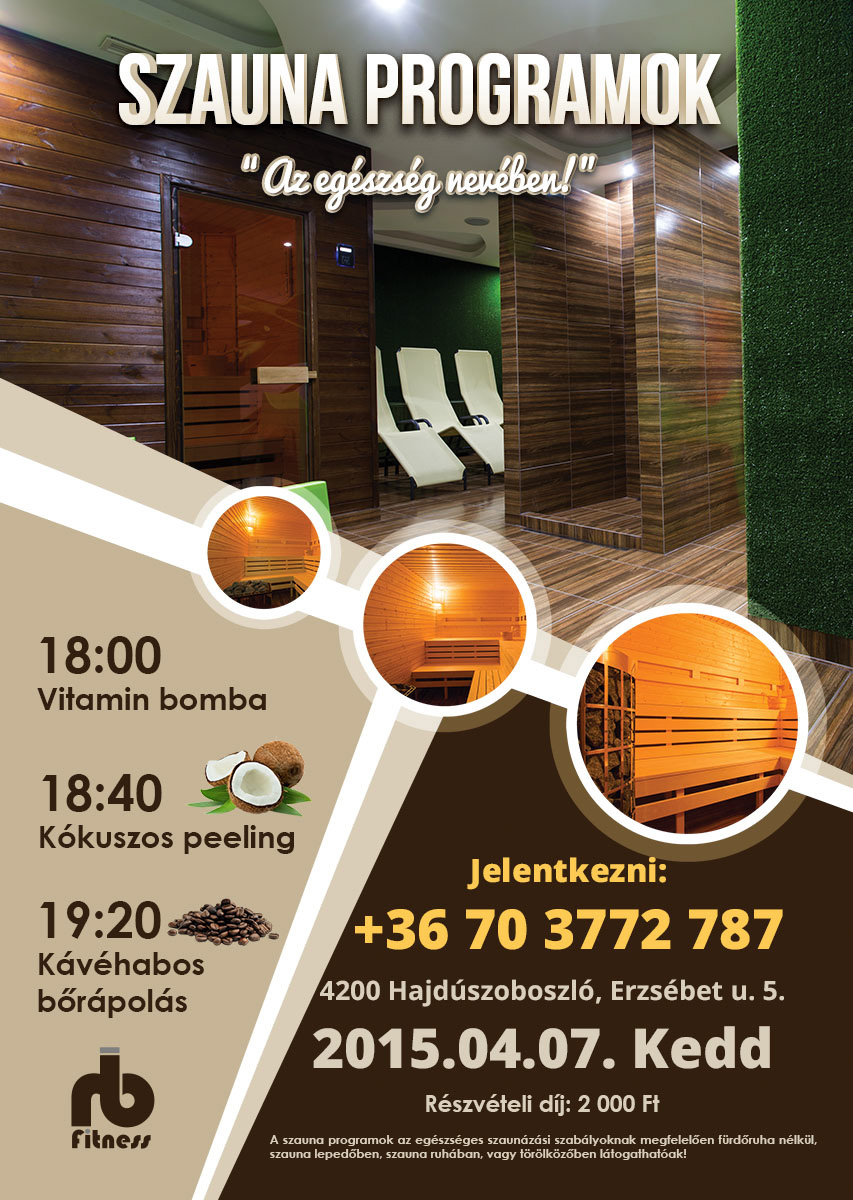 SZAUNA PROGRAMOK
"Az egészség nevében!"
18:00
Vitamin bomba
18:40
Kókuszos peeling
19:20
Kávéhabos
bőrápolás
rb
Fitness
Jelentkezni:
+36 70 3772 787
4200 Hajdúszoboszló, Erzsébet u. 5.
2015.04.07. Kedd
Részvételi díj: 2 000 Ft
A szauna programok az egészséges szaunázási szabályoknak megfelelően fürdőruha nélkül,
szauna lepedőben, szauna ruhában, vagy törölközőben látogathatóak!